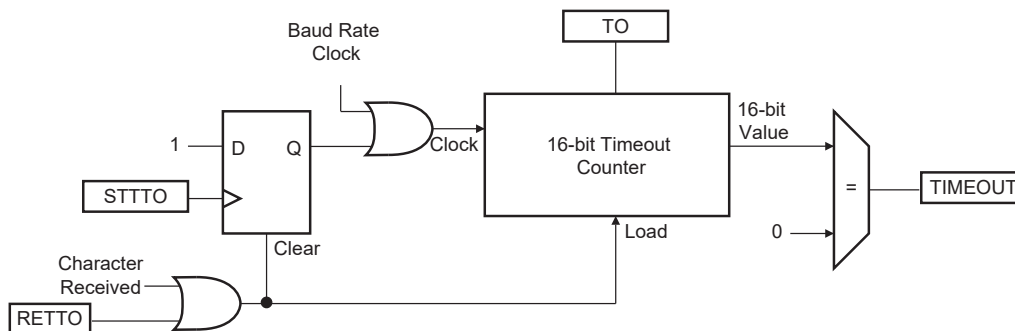 TO
Baud Rate
Clock
16-bit
Value
1
D
Q
Clock
16-bit Timeout
Counter
STTTO
=
TIMEOUT
Clear
Load
0
Character
Received
RETTO